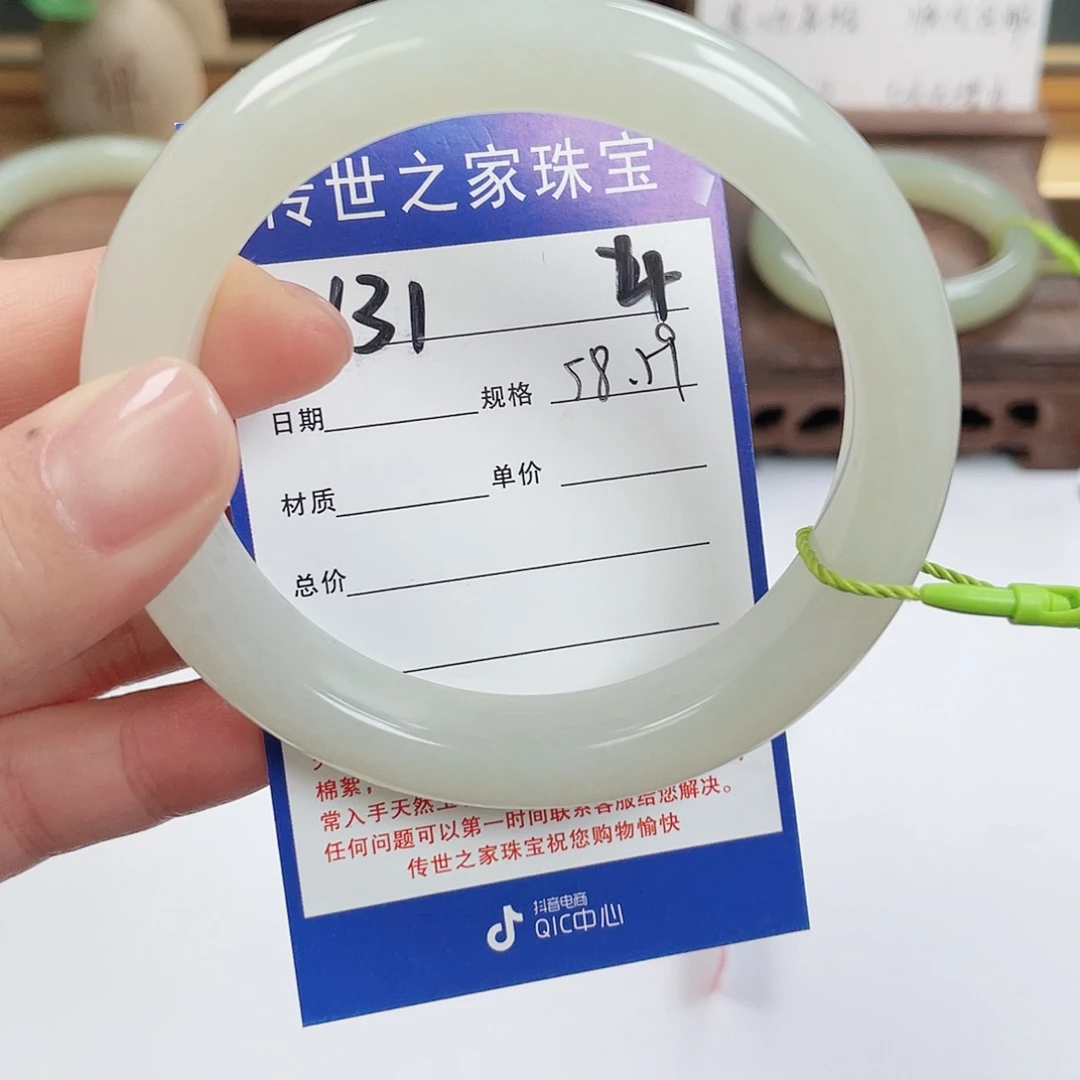 传世之家珠宝
131
日期 规格 58.59
材质 单价
总价
棉絮，
常入手天然
任何问题可以第一时间联系客服给您解决。
传世之家珠宝祝您购物愉快
抖音电商
QIC中心